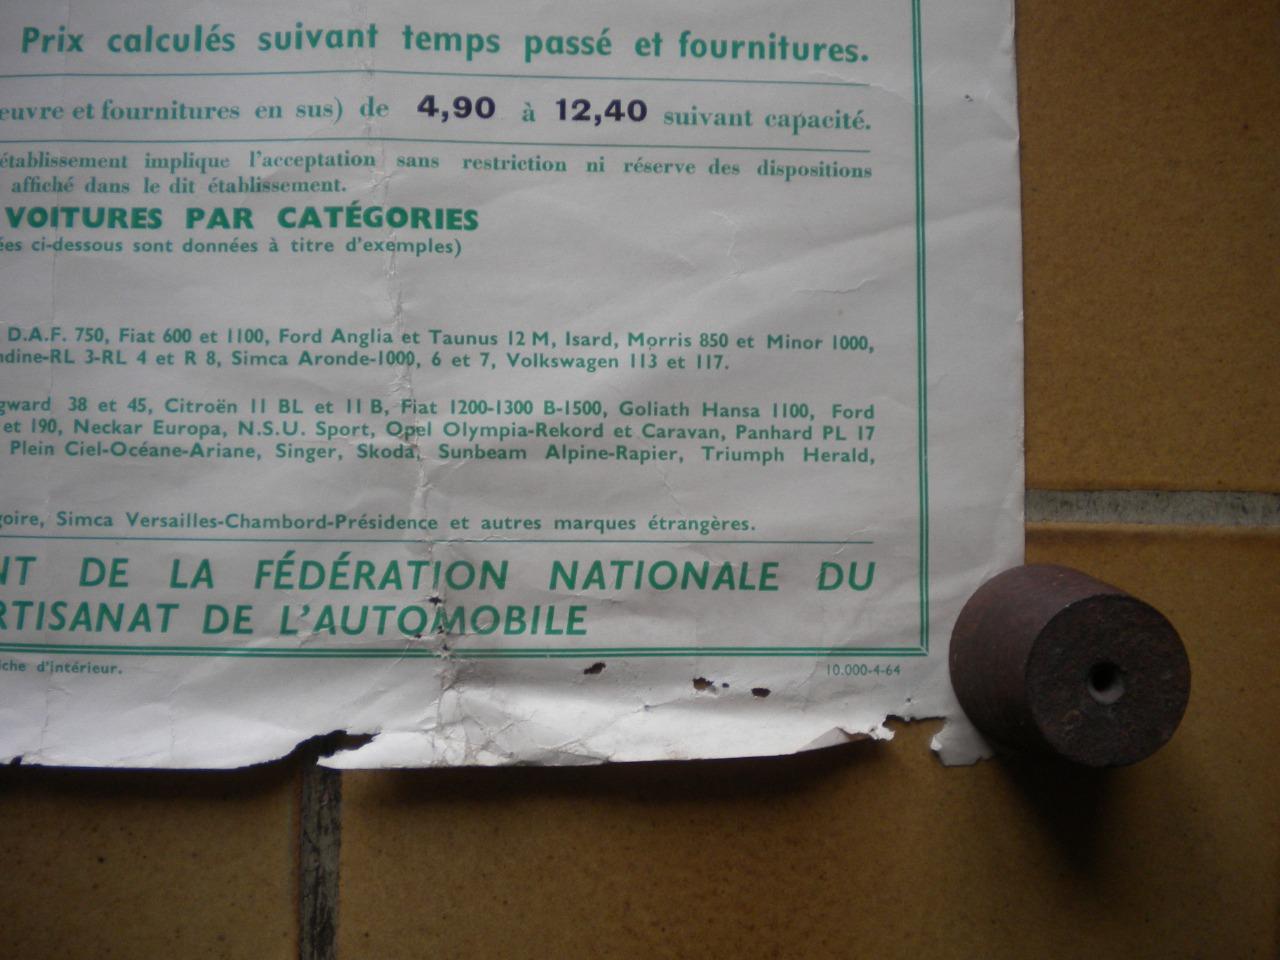 Prix calculés suivant temps passé et fournitures.
euvre et fournitures en sus) de 4,90 à 12,40 suivant capacité.
établissement implique l'acceptation sans restriction ni réserve des dispositions
affiché dans le dit établissement.
VOITURES PAR CATÉGORIES
ées ci-dessous sont données à titre d'exemples)
D.A.F. 750, Fiat 600 et 1100, Ford Anglia et Taunus 12 M, Isard, Morris 850 et Minor 1000,
ndine-RL 3-RL 4 et R 8, Simca Aronde-1000, 6 et 7, Volkswagen 113 et 117.
gward 38 et 45, Citroën 11 BL et 11 B, Fiat 1200-1300 B-1500, Goliath Hansa 1100, Ford
et 190, Neckar Europa, N.S.U. Sport, Opel Olympia-Rekord et Caravan, Panhard PL 17
Plein Ciel-Océane-Ariane, Singer, Skoda, Sunbeam Alpine-Rapier, Triumph Herald,
goire, Simca Versailles-Chambord-Présidence et autres marques étrangères.
NT DE LA FÉDÉRATION NATIONALE DU
RTISANAT DE L'AUTOMOBILE
iche d'intérieur.
10.000-4-64